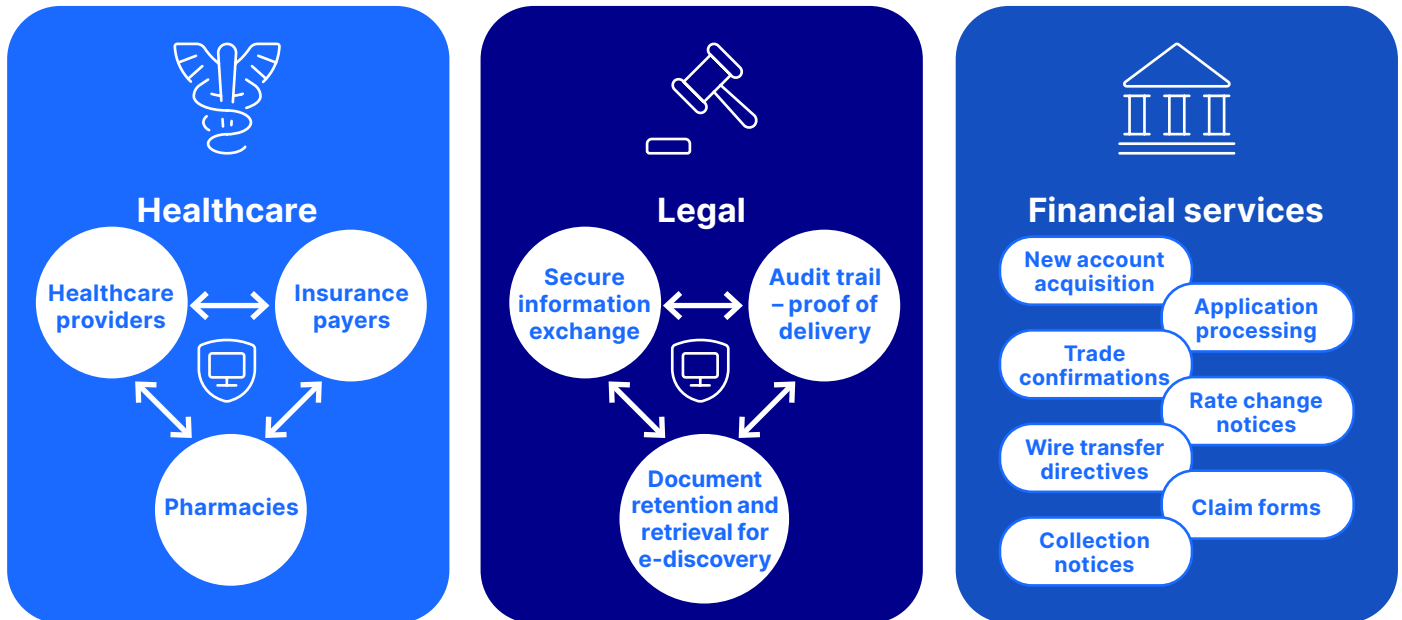 Healthcare
Healthcare
providers
Insurance
payers
Pharmacies
Legal
Secure
information
exchange
Audit trail
– proof of
delivery
Document
retention and
retrieval for
e-discovery
Financial services
New account
acquisition
Application
processing
Trade
confirmations
Rate change
notices
Wire transfer
directives
Claim forms
Collection
notices